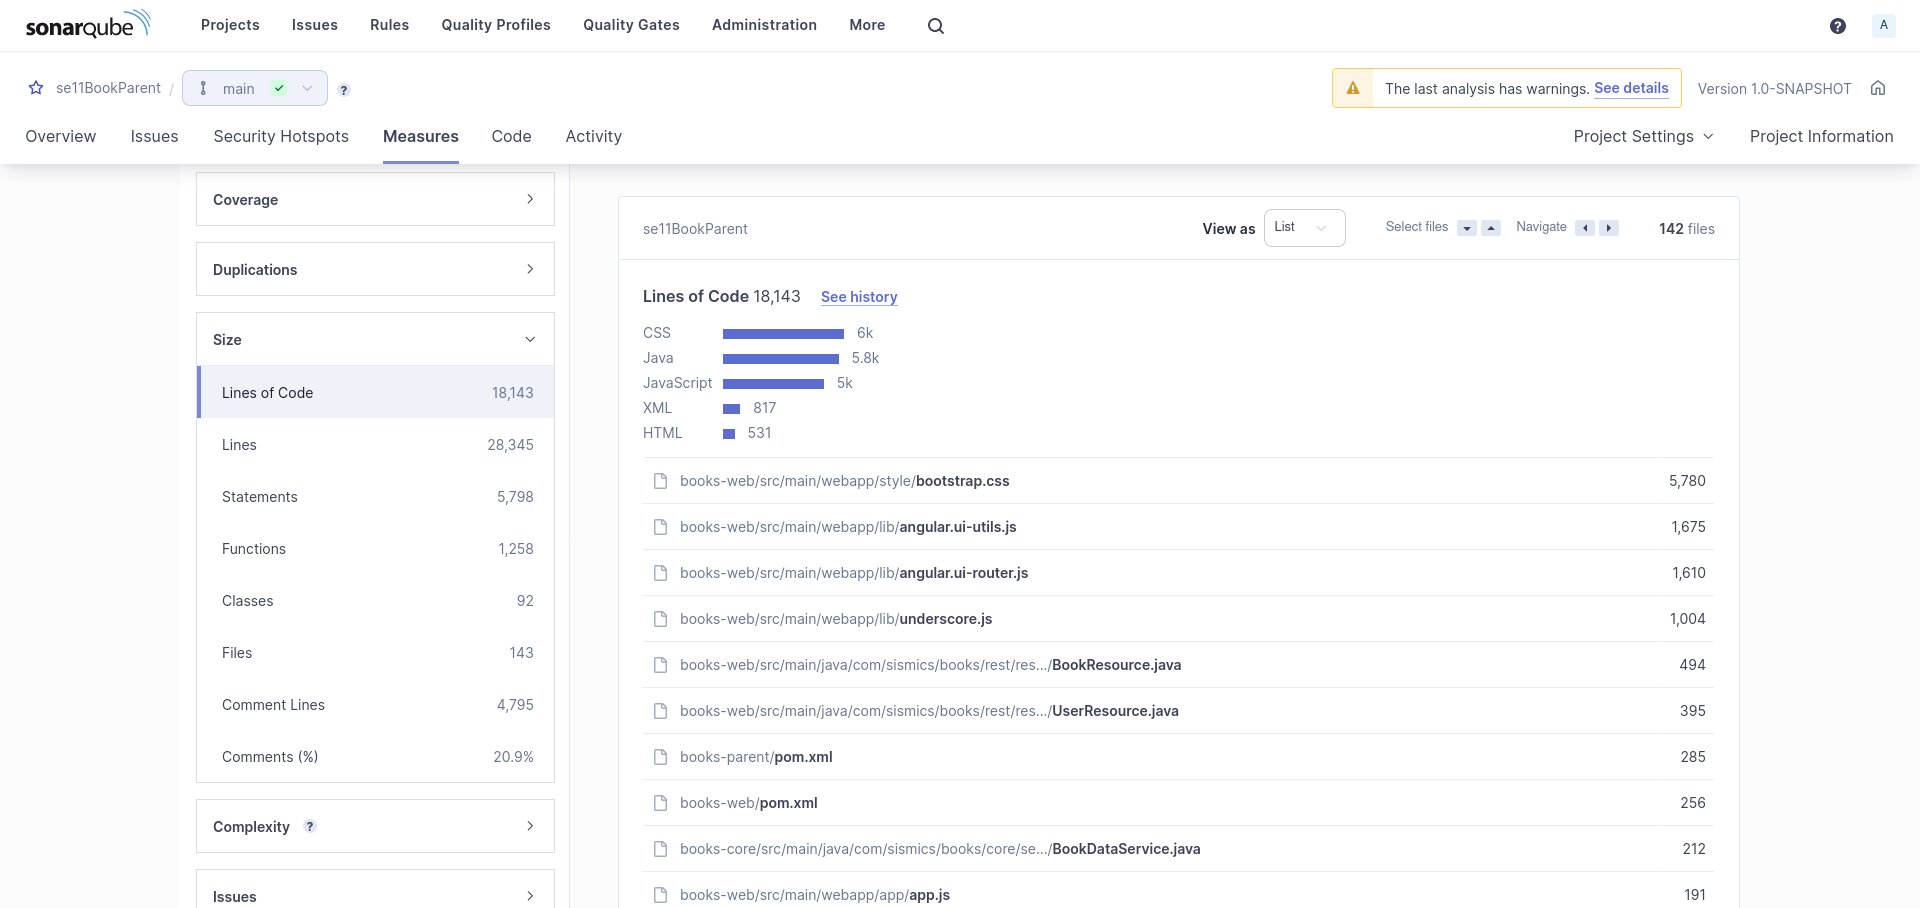 sonarqube Projects Issues Rules Quality Profiles Quality Gates Administration More ? A
se11BookParent / main ? The last analysis has warnings. See details Version 1.0-SNAPSHOT
Overview Issues Security Hotspots Measures Code Activity Project Settings Project Information
Coverage
Duplications
Size
Lines of Code 18,143
Lines 28,345
Statements 5,798
Functions 1,258
Classes 92
Files 143
Comment Lines 4,795
Comments (%) 20.9%
Complexity ?
Issues
se11BookParent View as List Select files Navigate 142 files
Lines of Code 18,143 See history
CSS 6k
Java 5.8k
JavaScript 5k
XML 817
HTML 531
books-web/src/main/webapp/style/bootstrap.css 5,780
books-web/src/main/webapp/lib/angular.ui-utils.js 1,675
books-web/src/main/webapp/lib/angular.ui-router.js 1,610
books-web/src/main/webapp/lib/underscore.js 1,004
books-web/src/main/java/com/sismics/books/rest/res.../BookResource.java 494
books-web/src/main/java/com/sismics/books/rest/res.../UserResource.java 395
books-parent/pom.xml 285
books-web/pom.xml 256
books-core/src/main/java/com/sismics/books/core/se.../BookDataService.java 212
books-web/src/main/webapp/app/app.js 191